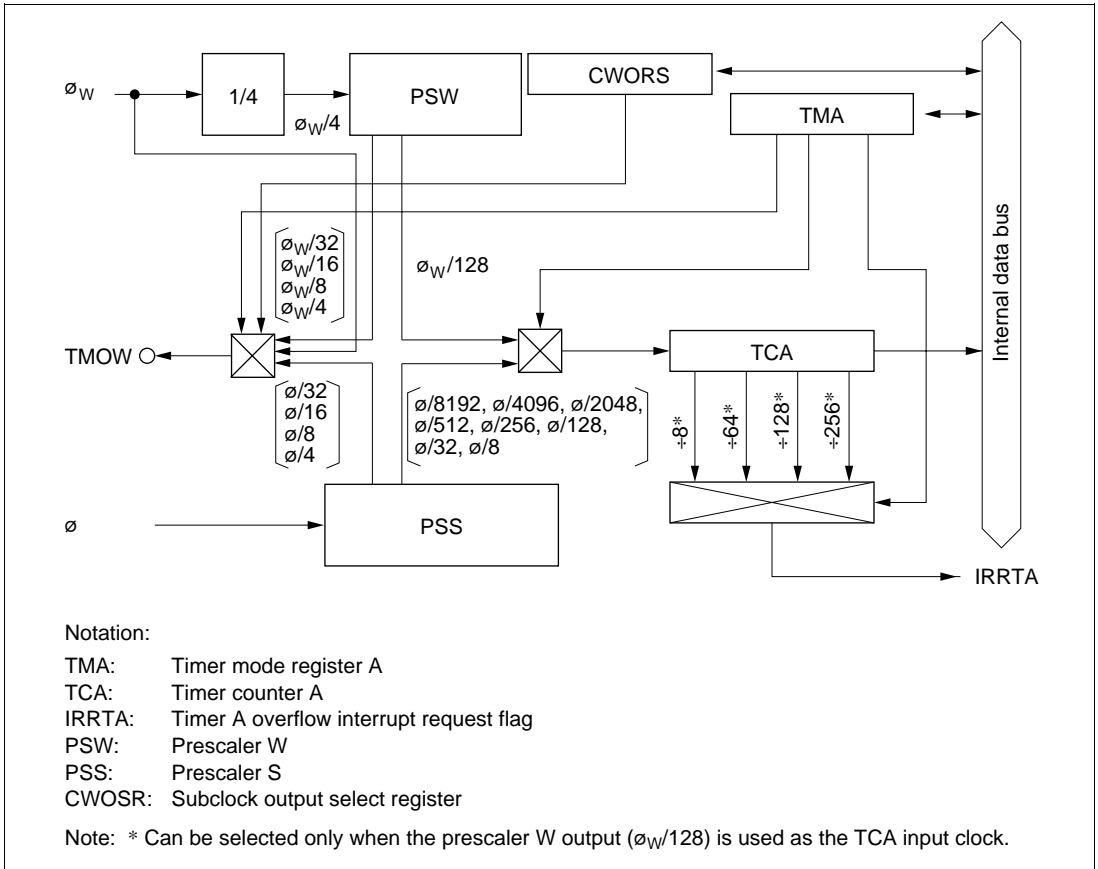 øW
1/4
øW/4
PSW
CWORS
TMA
Internal data bus
øW/32
øW/16
øW/8
øW/4
øW/128
TMOW
TCA
ø/32
ø/16
ø/8
ø/4
ø/8192, ø/4096, ø/2048,
ø/512, ø/256, ø/128,
ø/32, ø/8
÷8*
÷64*
÷128*
÷256*
ø
PSS
IRRTA
Notation:
TMA: Timer mode register A
TCA: Timer counter A
IRRTA: Timer A overflow interrupt request flag
PSW: Prescaler W
PSS: Prescaler S
CWOSR: Subclock output select register
Note: * Can be selected only when the prescaler W output (øW/128) is used as the TCA input clock.